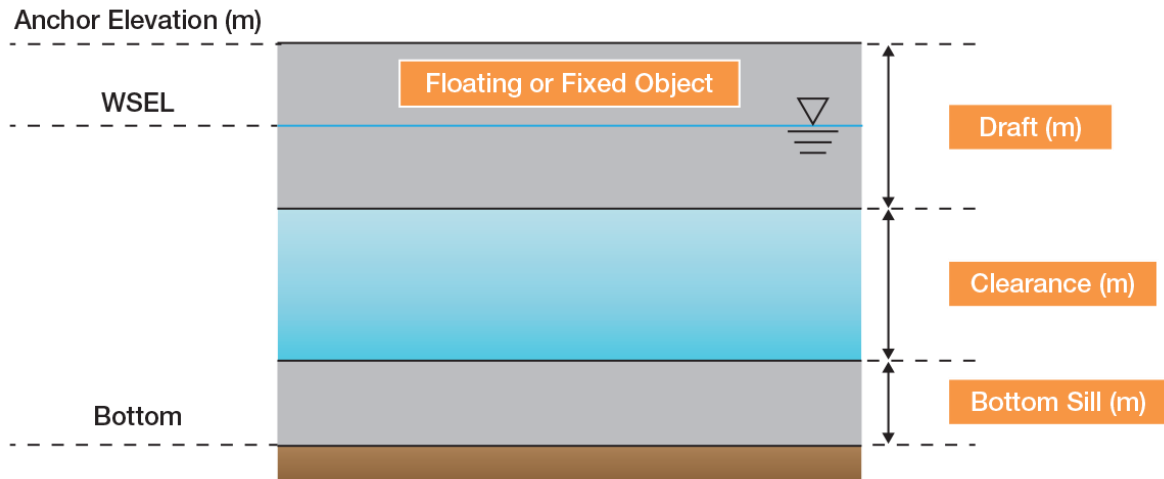 Anchor Elevation (m)
Floating or Fixed Object
WSEL
Draft (m)
Clearance (m)
Bottom Sill (m)
Bottom